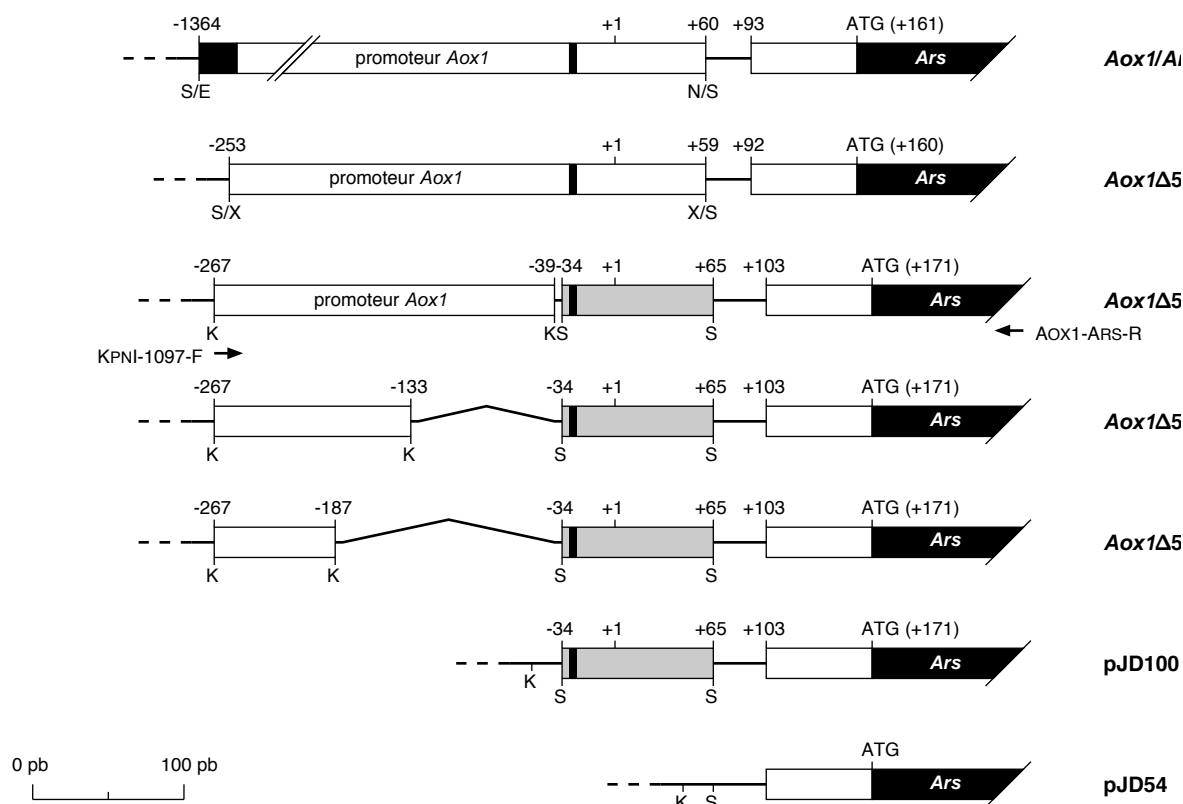 -1364 +1 +60 +93 ATG (+161)
promoteur Aox1 Ars Aox1/A
S/E N/S
-253 +1 +59 +92 ATG (+160)
promoteur Aox1 Ars Aox1Δ5
S/X X/S
-267 -39 -34 +1 +65 +103 ATG (+171)
promoteur Aox1 Ars Aox1Δ5
K K S S
KPNI-1097-F AOX1-ARS-R
-267 -133 -34 +1 +65 +103 ATG (+171)
Ars Aox1Δ5
K K S S
-267 -187 -34 +1 +65 +103 ATG (+171)
Ars Aox1Δ5
K K S S
-34 +1 +65 +103 ATG (+171)
Ars pJD100
K S S
ATG
0 pb 100 pb
Ars pJD54
K S